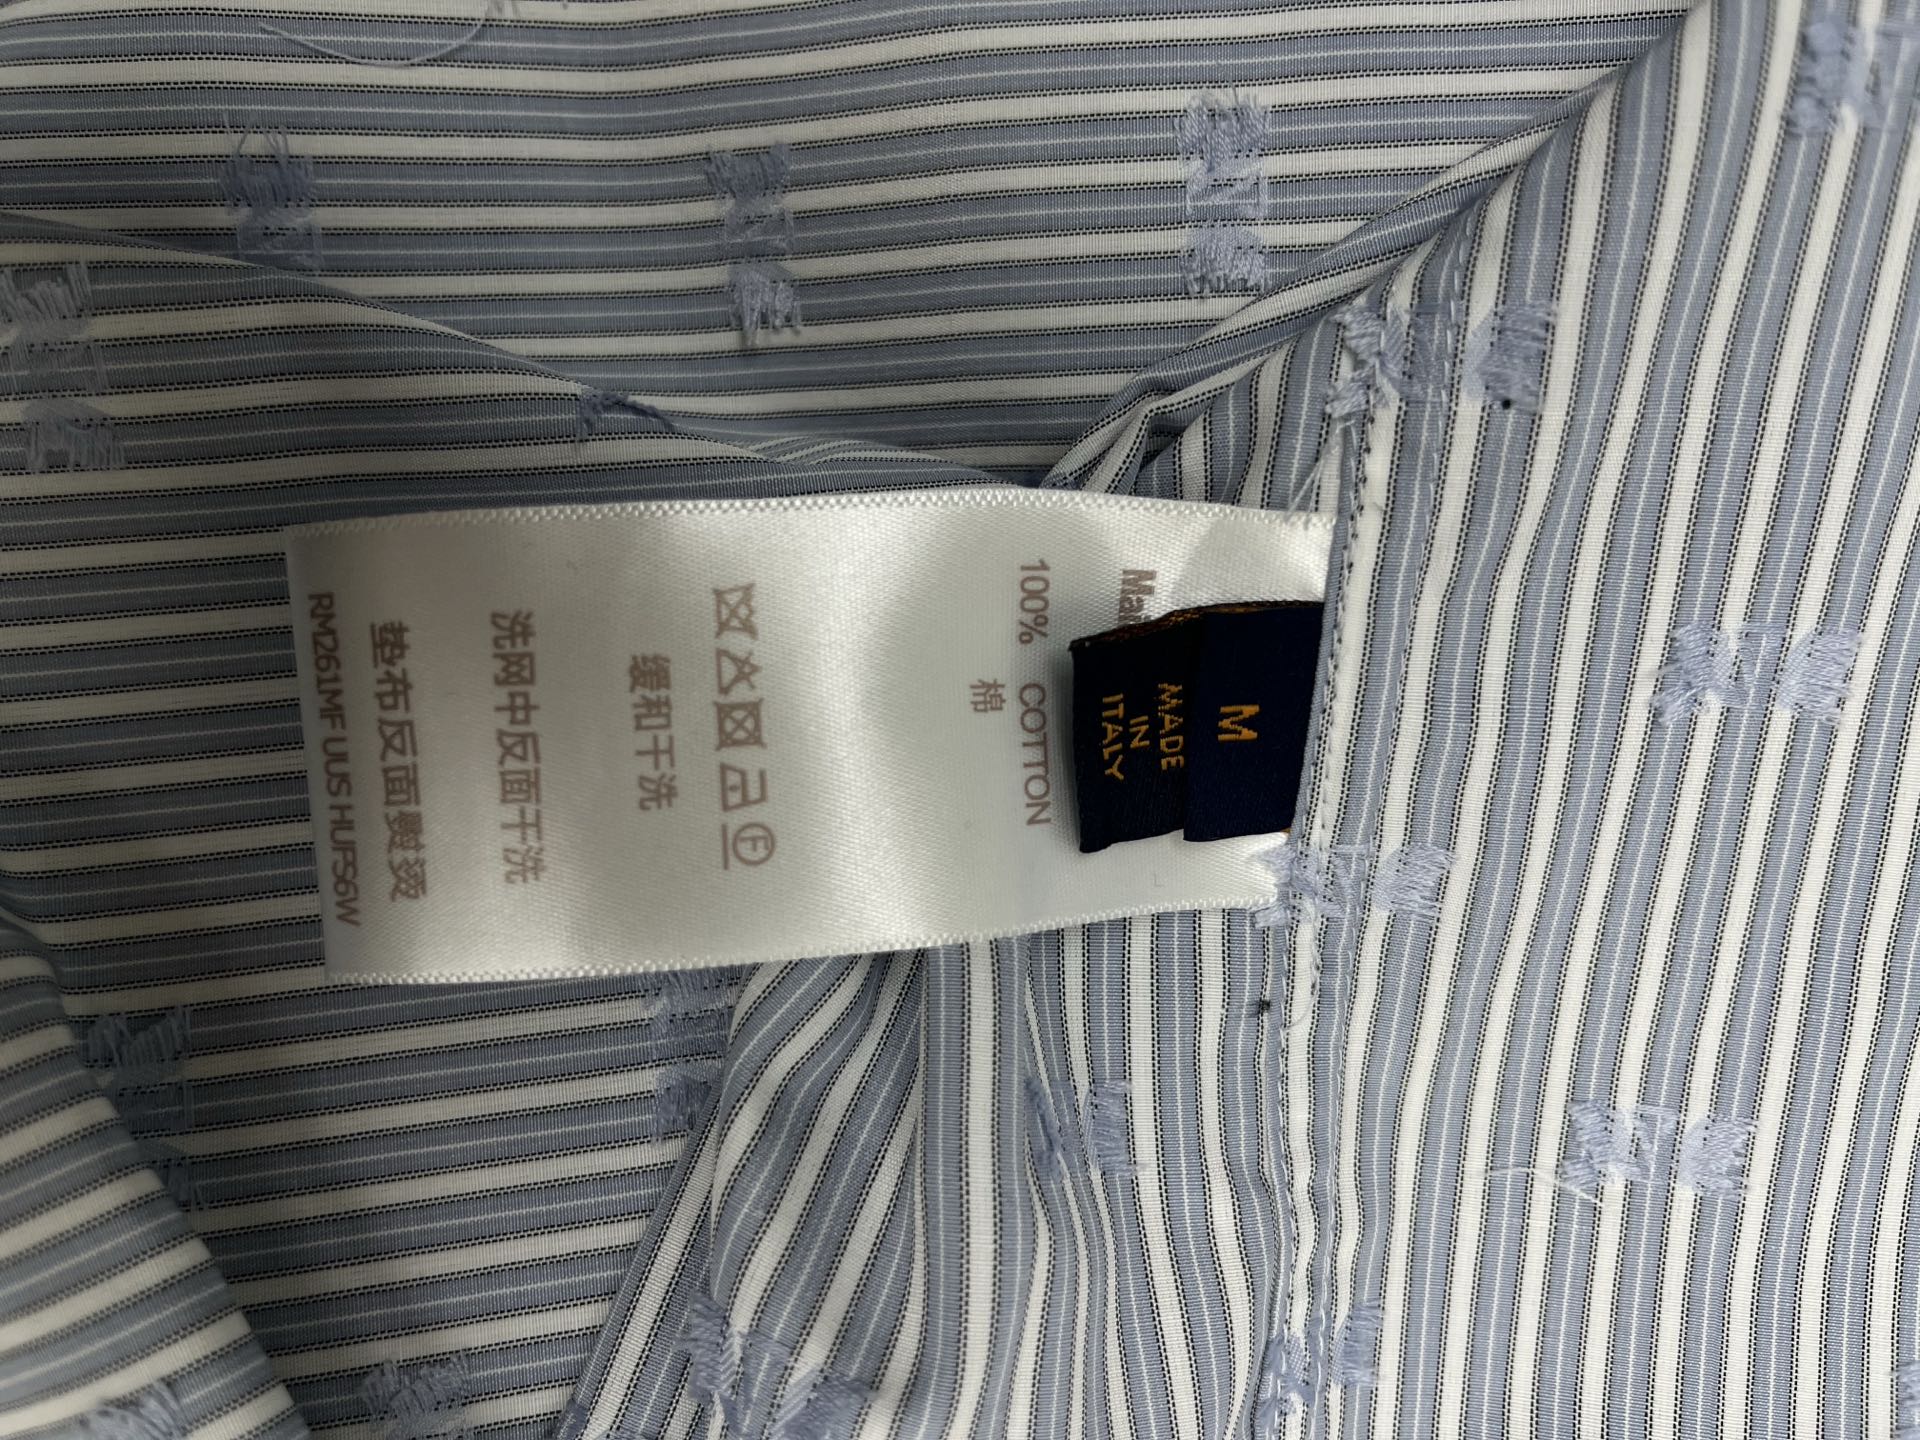 M
MADE
IN
ITALY
100% COTTON
棉
缓和干洗
洗网中反面干洗
垫布反面熨烫
RM261MF UUS HUFS6W